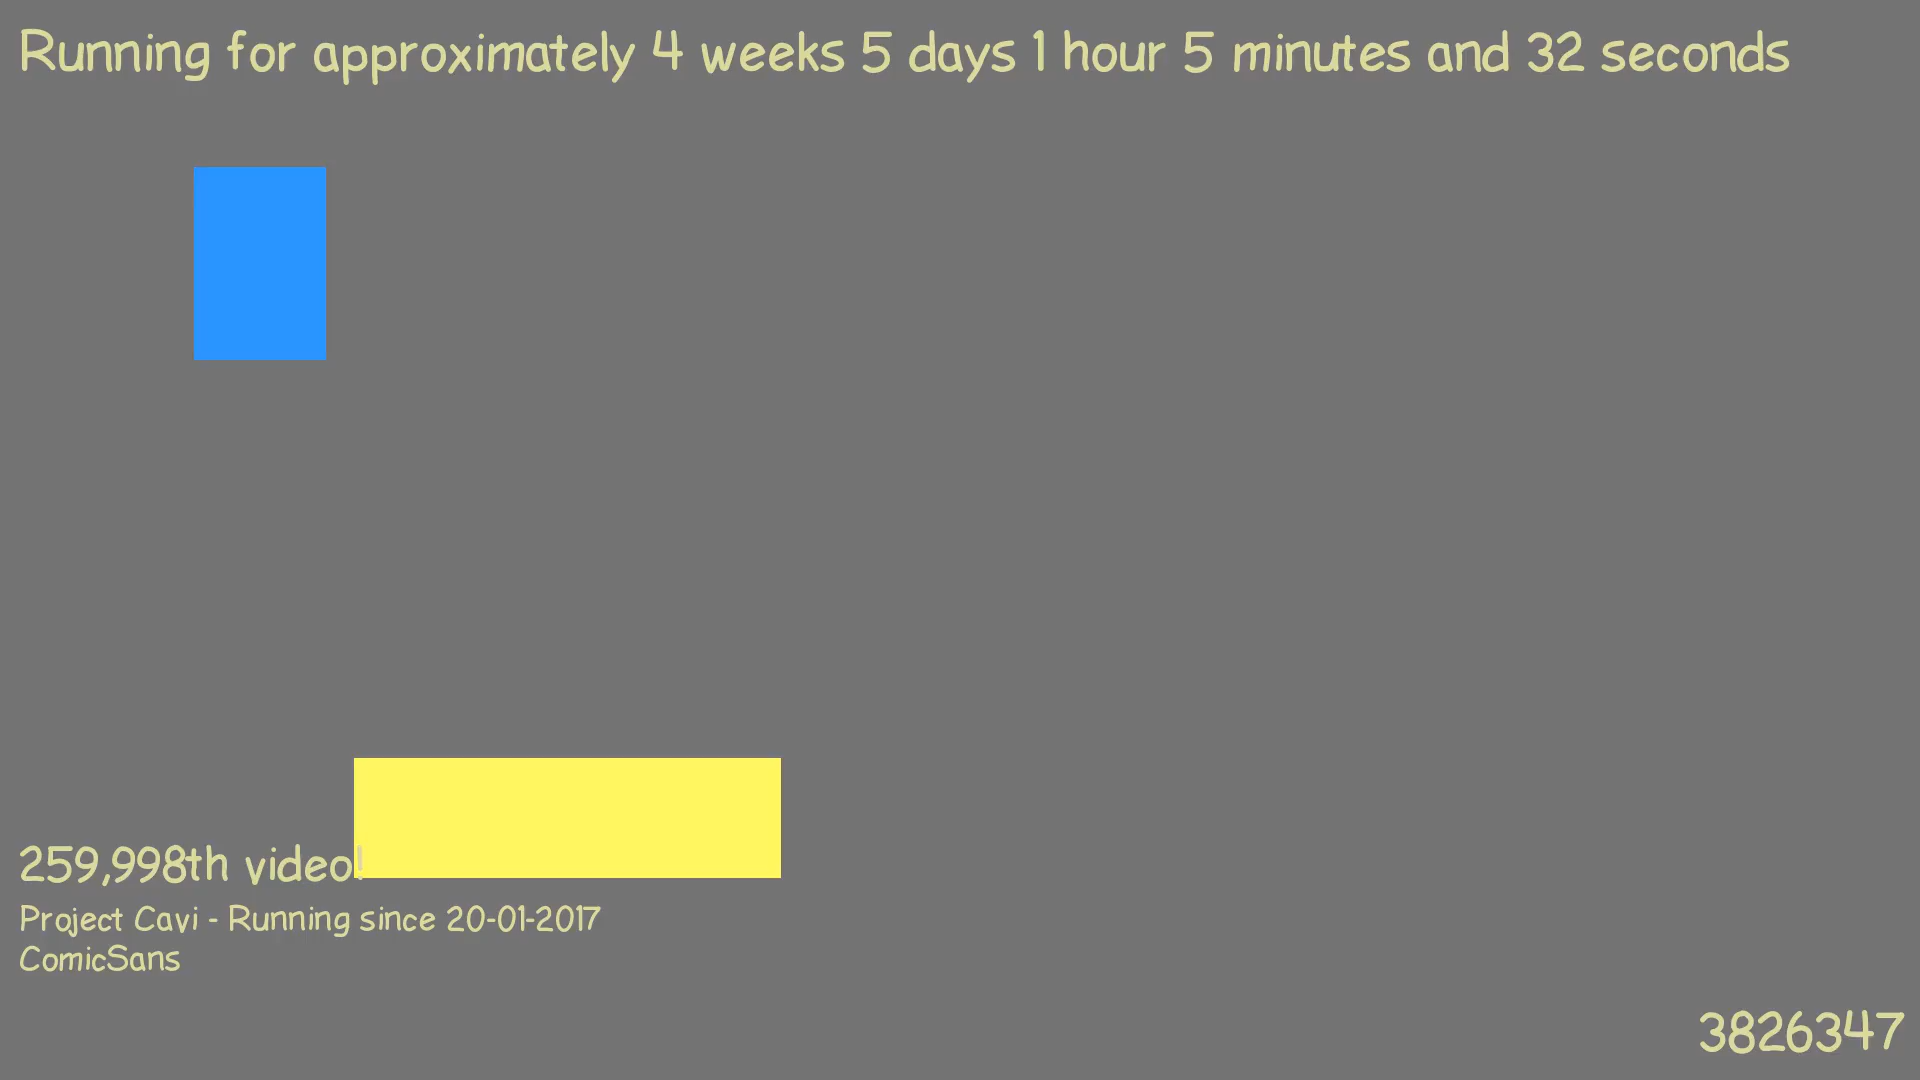 Running for approximately 4 weeks 5 days 1 hour 5 minutes and 32 seconds
259,998th video!
Project Cavi - Running since 20-01-2017
ComicSans
3826347